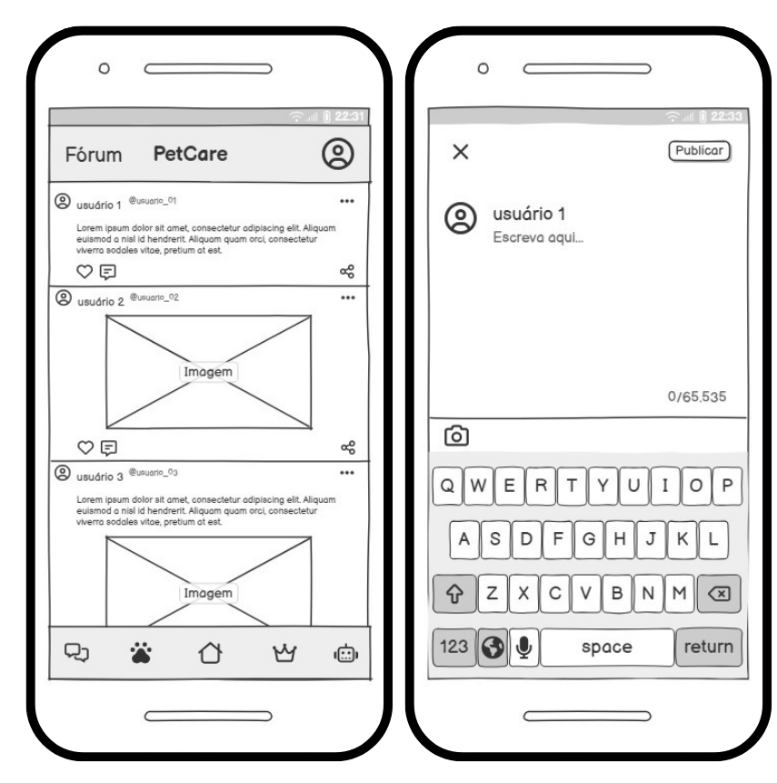 22:31
Fórum PetCare
usuário 1 @usuario_01
Lorem ipsum dolor sit amet, consectetur adipiscing elit. Aliquam
euismod a nisl id hendrerit. Aliquam quam orci, consectetur
viverra sodales vitae, pretium at est.
usuário 2 @usuario_02
Imagem
usuário 3 @usuario_03
Lorem ipsum dolor sit amet, consectetur adipiscing elit. Aliquam
euismod a nisl id hendrerit. Aliquam quam orci, consectetur
viverra sodales vitae, pretium at est.
Imagem
22:33
Publicar
usuário 1
Escreva aqui...
0/65,535
Q W E R T Y U I O P
A S D F G H J K L
Z X C V B N M
123 space return